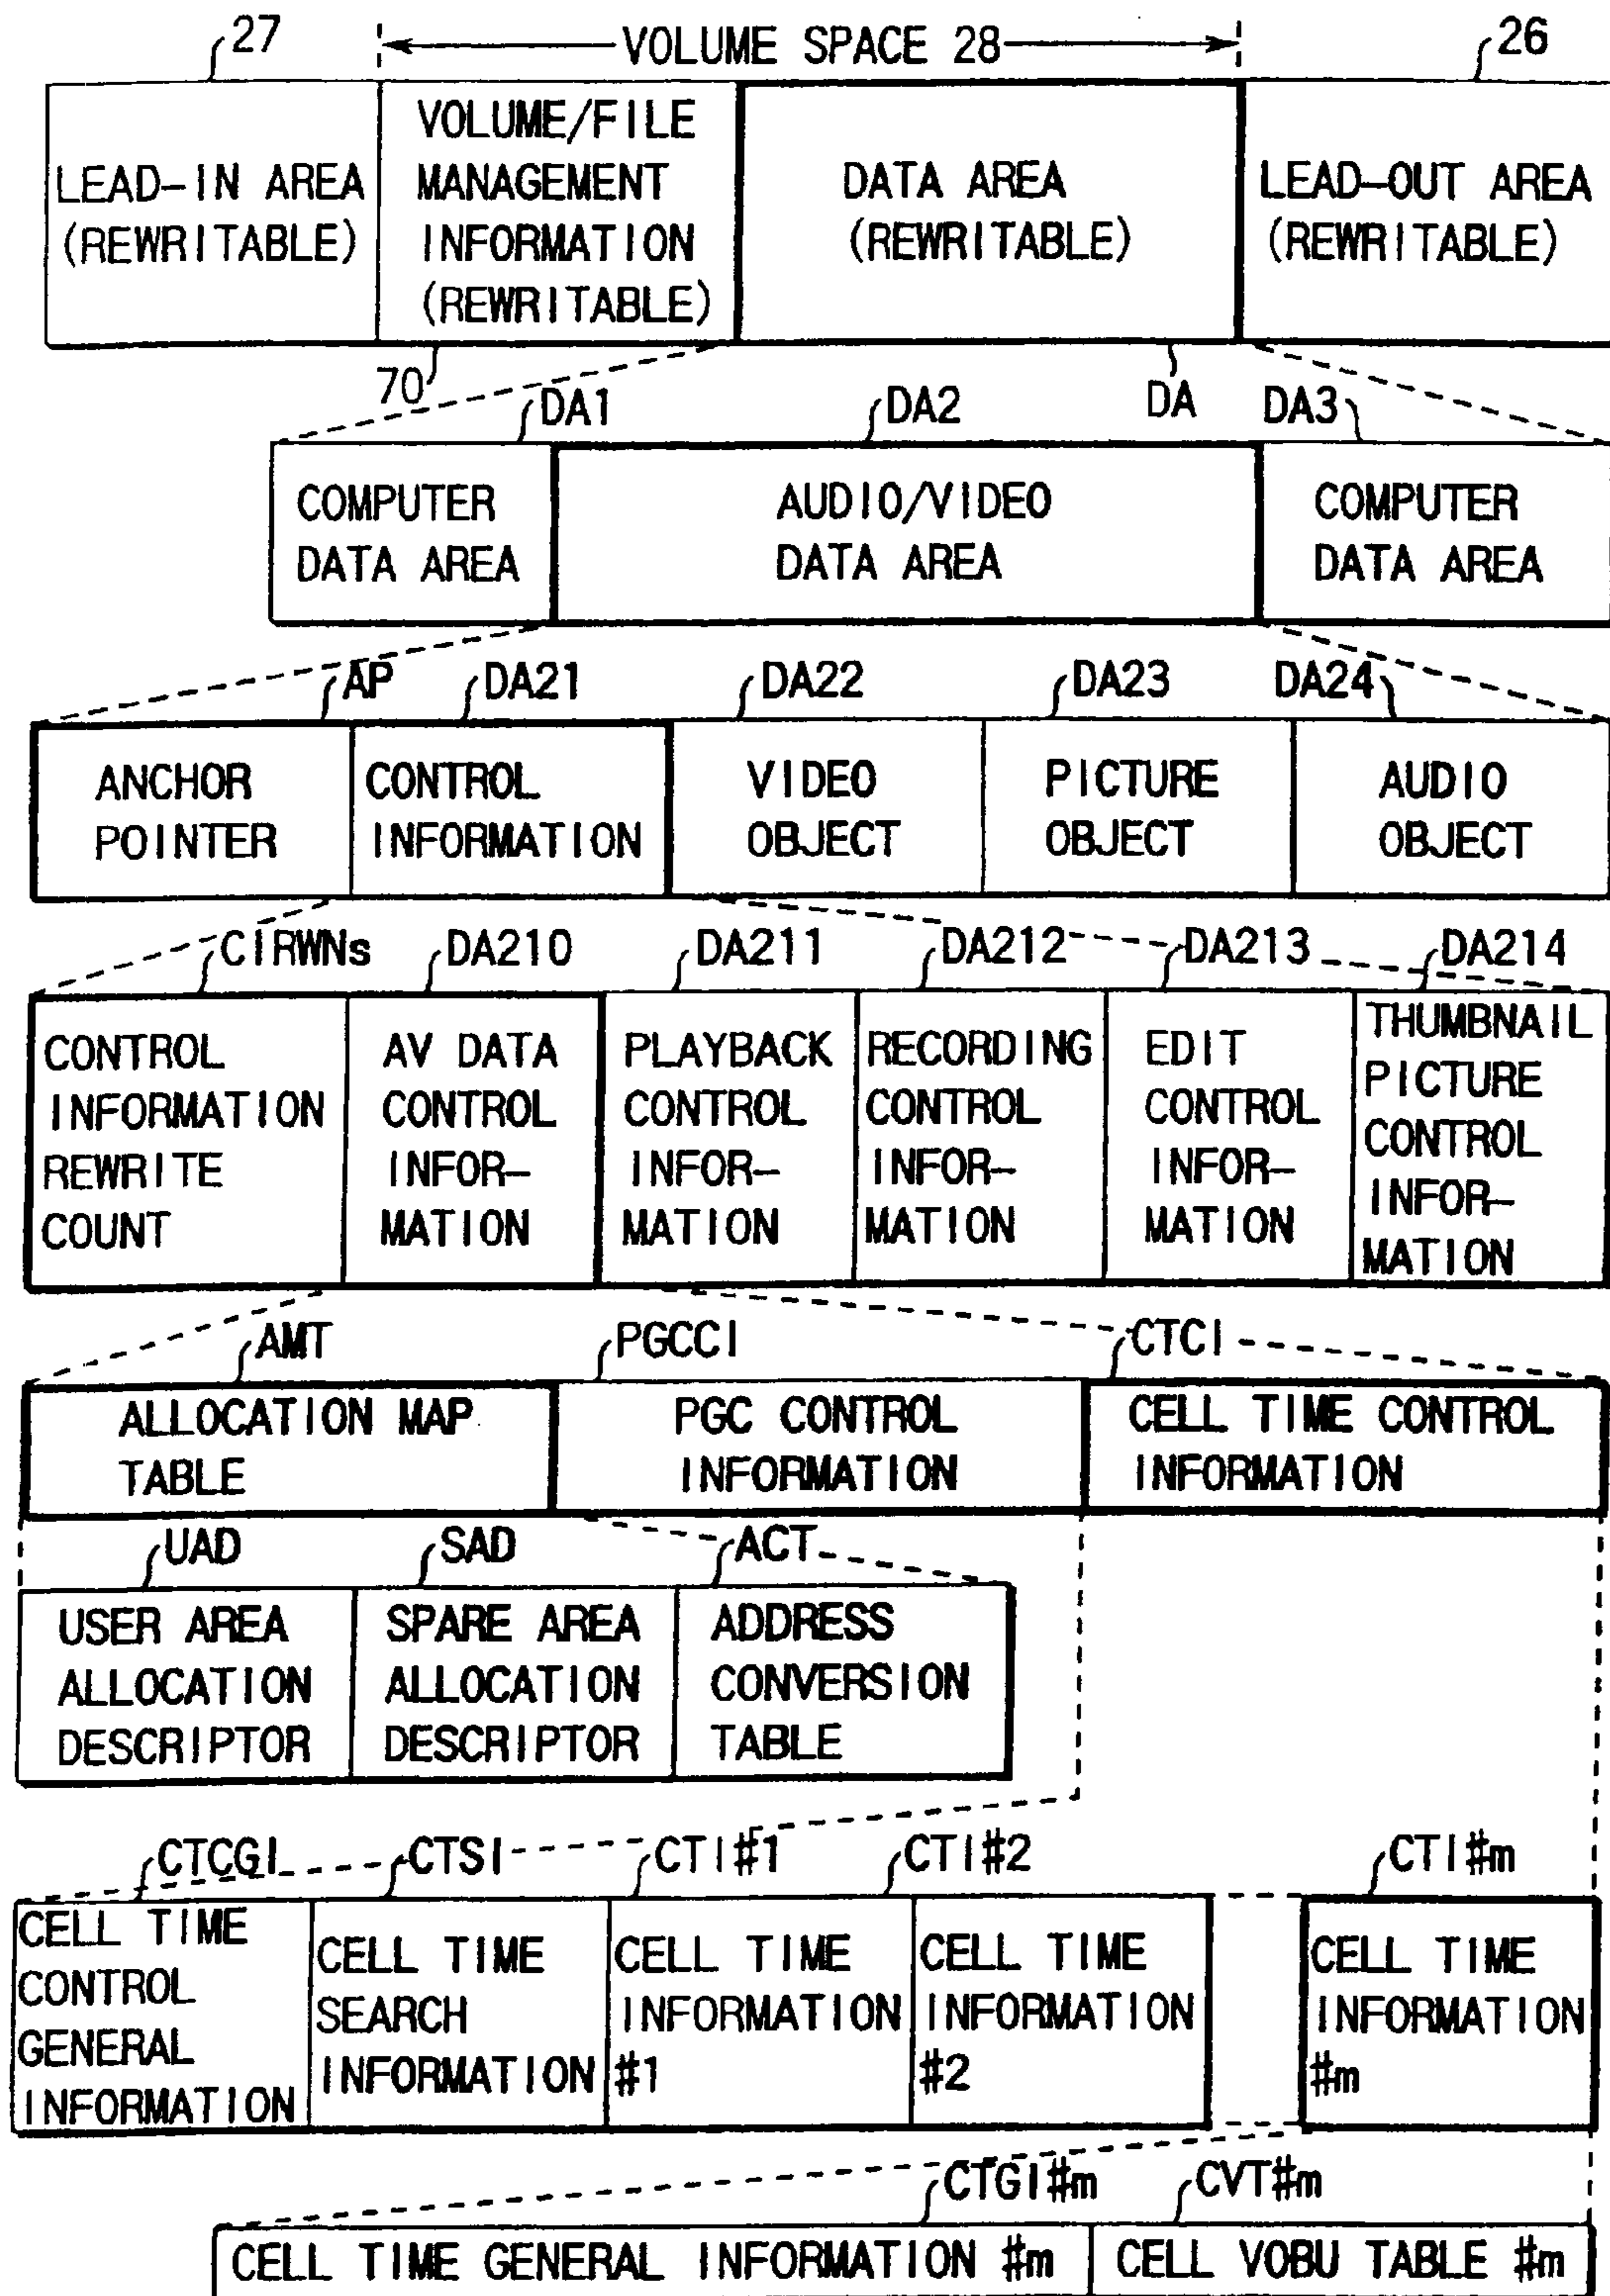 27
VOLUME SPACE 28
26
LEAD-IN AREA
(REWRITABLE)
VOLUME/FILE
MANAGEMENT
INFORMATION
(REWRITABLE)
DATA AREA
(REWRITABLE)
LEAD-OUT AREA
(REWRITABLE)
70
DA
DA1
DA2
DA3
COMPUTER
DATA AREA
AUDIO/VIDEO
DATA AREA
COMPUTER
DATA AREA
AP
DA21
DA22
DA23
DA24
ANCHOR
POINTER
CONTROL
INFORMATION
VIDEO
OBJECT
PICTURE
OBJECT
AUDIO
OBJECT
CIRWNs
DA210
DA211
DA212
DA213
DA214
CONTROL
INFORMATION
REWRITE
COUNT
AV DATA
CONTROL
INFOR-
MATION
PLAYBACK
CONTROL
INFOR-
MATION
RECORDING
CONTROL
INFOR-
MATION
EDIT
CONTROL
INFOR-
MATION
THUMBNAIL
PICTURE
CONTROL
INFOR-
MATION
AMT
PGCCI
CTCI
ALLOCATION MAP
TABLE
PGC CONTROL
INFORMATION
CELL TIME CONTROL
INFORMATION
UAD
SAD
ACT
USER AREA
ALLOCATION
DESCRIPTOR
SPARE AREA
ALLOCATION
DESCRIPTOR
ADDRESS
CONVERSION
TABLE
CTCGI
CTSI
CTI#1
CTI#2
CTI#m
CELL TIME
CONTROL
GENERAL
INFORMATION
CELL TIME
SEARCH
INFORMATION
CELL TIME
INFORMATION
#1
CELL TIME
INFORMATION
#2
CELL TIME
INFORMATION
#m
CTGI#m
CVT#m
CELL TIME GENERAL INFORMATION #m
CELL VOBU TABLE #m